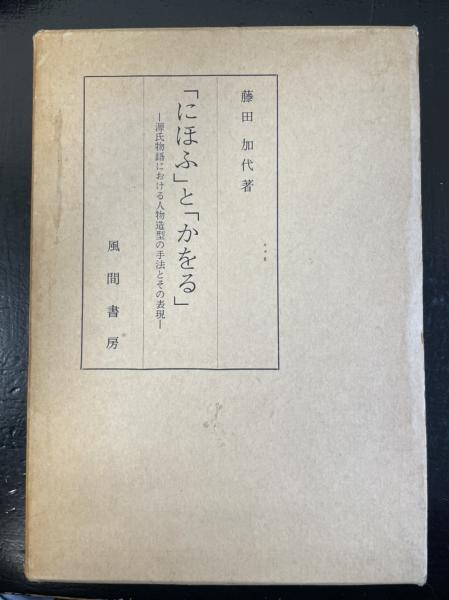 藤田加代著
「にほふ」と「かをる」
―源氏物語における人物造型の手法とその表現―
風間書房